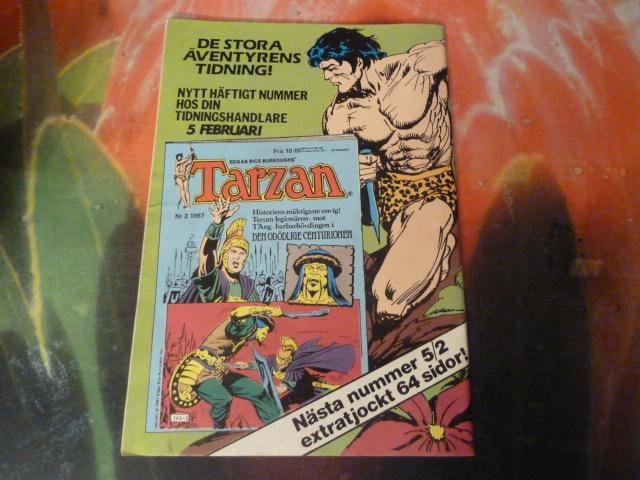 DE STORA
ÄVENTYRENS
TIDNING!
NYTT HÄFTIGT NUMMER
HOS DIN
TIDNINGSHANDLARE
5 FEBRUARI
Pris 10:00
EDGAR RICE BURROUGHS'
Tarzan®
Nr 2 1987
Historiens mäktigaste envig!
Tarzan legionären - mot
T'Ang - barbarhövdingen i
DEN ODÖDLIGE CENTURIONEN
163-2
Nästa nummer 5/2
extratjockt 64 sidor!